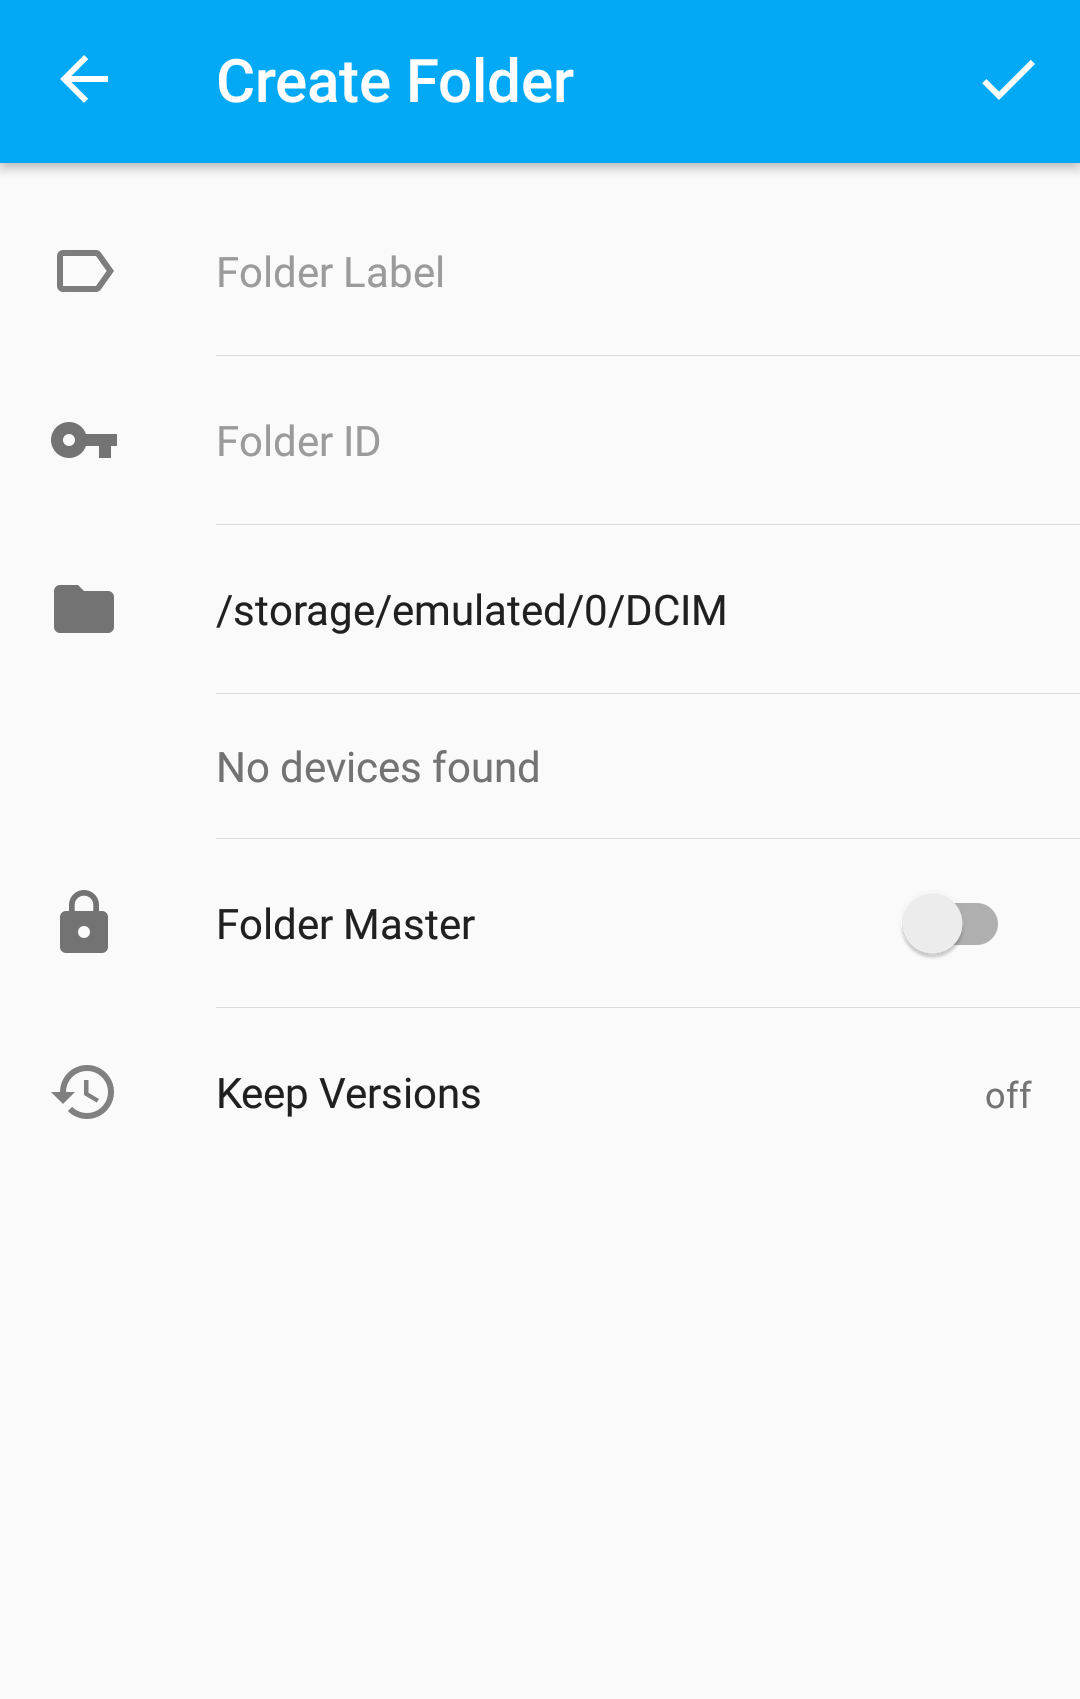 Create Folder
Folder Label
Folder ID
/storage/emulated/0/DCIM
No devices found
Folder Master
Keep Versions off